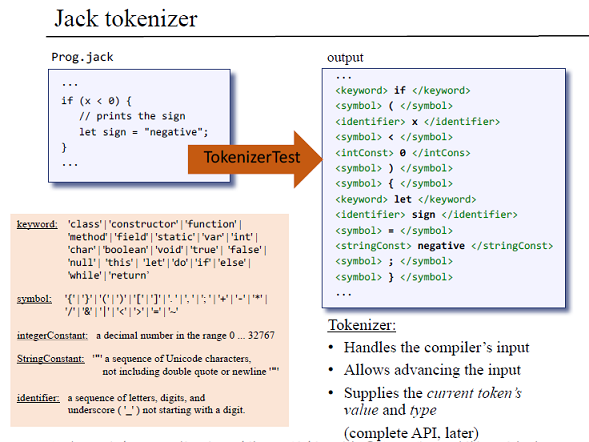 Jack tokenizer
Prog.jack
...
if (x < 0) {
// prints the sign
let sign = "negative";
}
...
TokenizerTest
output
...
<keyword> if </keyword>
<symbol> ( </symbol>
<identifier> x </identifier>
<symbol> < </symbol>
<intConst> 0 </intCons>
<symbol> ) </symbol>
<symbol> { </symbol>
<keyword> let </keyword>
<identifier> sign </identifier>
<symbol> = </symbol>
<stringConst> negative </stringConst>
<symbol> ; </symbol>
<symbol> } </symbol>
...
keyword: 'class'|'constructor'|'function'|
'method'|'field'|'static'|'var'|'int'|
'char'|'boolean'|'void'|'true'| 'false'|
'null'| 'this'| 'let'|'do'|'if'|'else'|
'while'|'return'
symbol: '{'|'}'|'('|')'|'['|']'|'.'|','|';'|'+'|'-'|'*'|
'/'|'&'|'|'|'<'|'>'|'='|'~'
integerConstant: a decimal number in the range 0 ... 32767
StringConstant: '"' a sequence of Unicode characters,
not including double quote or newline '"'
identifier: a sequence of letters, digits, and
underscore ( '_' ) not starting with a digit.
Tokenizer:
• Handles the compiler's input
• Allows advancing the input
• Supplies the current token's
value and type
(complete API, later)